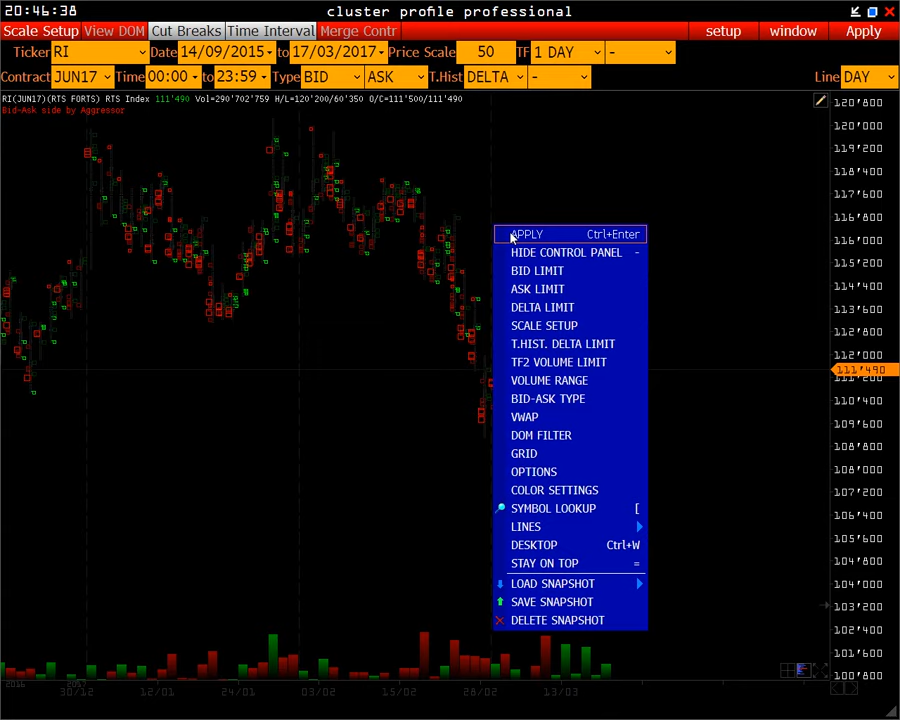 20:46:38 cluster profile professional
Scale Setup View DOM Cut Breaks Time Interval Merge Contr setup window Apply
Ticker RI Date 14/09/2015 to 17/03/2017 Price Scale 50 TF 1 DAY -
Contract JUN17 Time 00:00 to 23:59 Type BID ASK T.Hist DELTA - Line DAY
RI(JUN17)(RTS FORTS) RTS Index 111'490 Vol=290'702'759 H/L=120'200/60'350 O/C=111'500/111'490
Bid-Ask side by Aggressor
120'800
120'000
119'200
118'400
117'600
116'800
116'000
115'200
114'400
113'600
112'800
112'000
111'490
111'200
110'400
109'600
108'800
108'000
107'200
106'400
105'600
104'800
104'000
103'200
102'400
101'600
100'800
APPLY Ctrl+Enter
HIDE CONTROL PANEL -
BID LIMIT
ASK LIMIT
DELTA LIMIT
SCALE SETUP
T.HIST. DELTA LIMIT
TF2 VOLUME LIMIT
VOLUME RANGE
BID-ASK TYPE
VWAP
DOM FILTER
GRID
OPTIONS
COLOR SETTINGS
SYMBOL LOOKUP [
LINES
DESKTOP Ctrl+W
STAY ON TOP =
LOAD SNAPSHOT
SAVE SNAPSHOT
DELETE SNAPSHOT
2016 2017
30/12 12/01 24/01 03/02 15/02 28/02 13/03